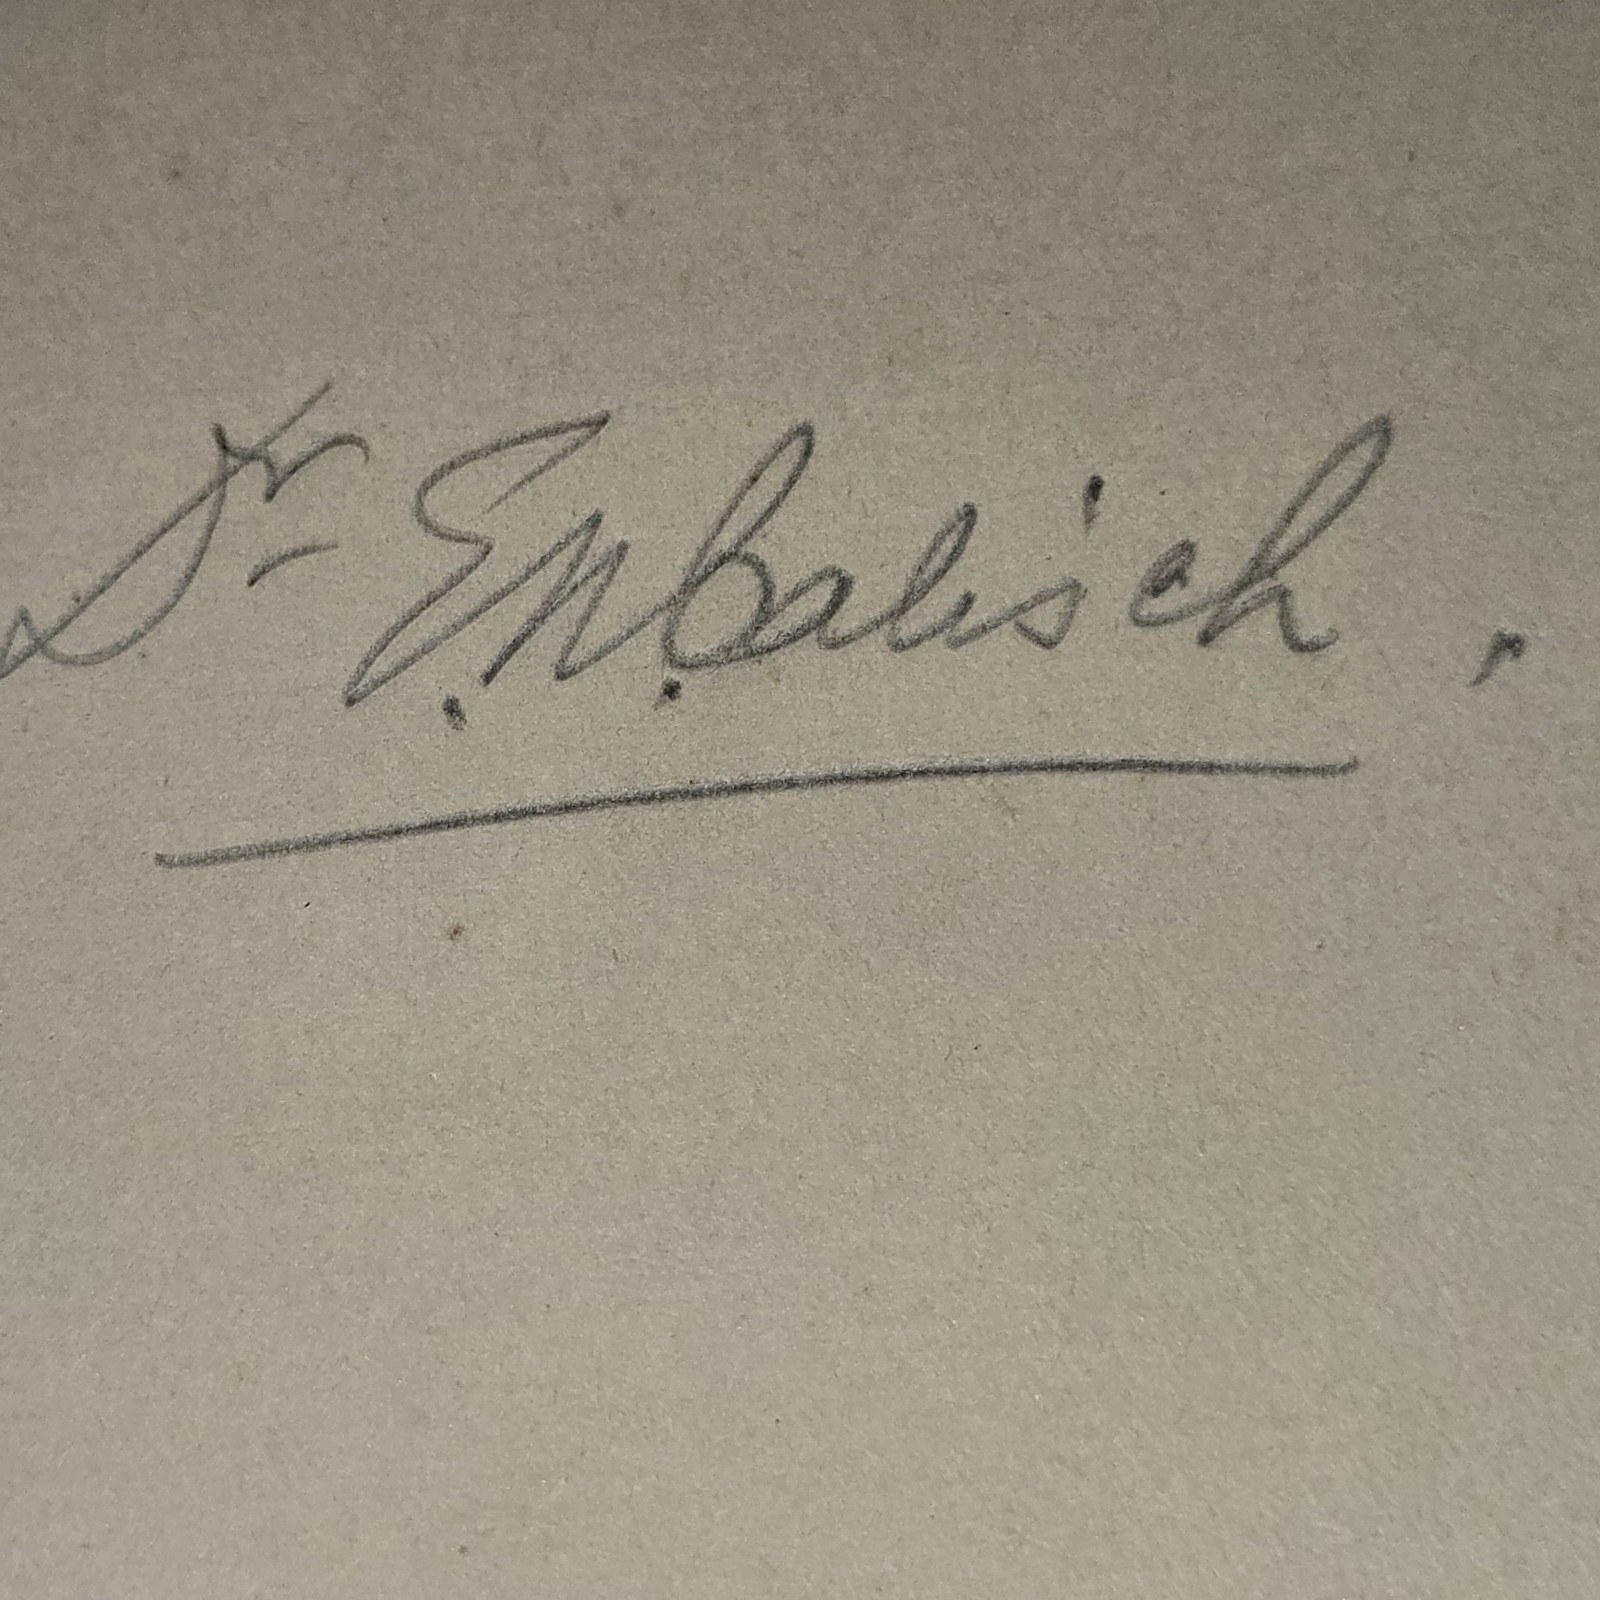 Dr E. M. Balisch.